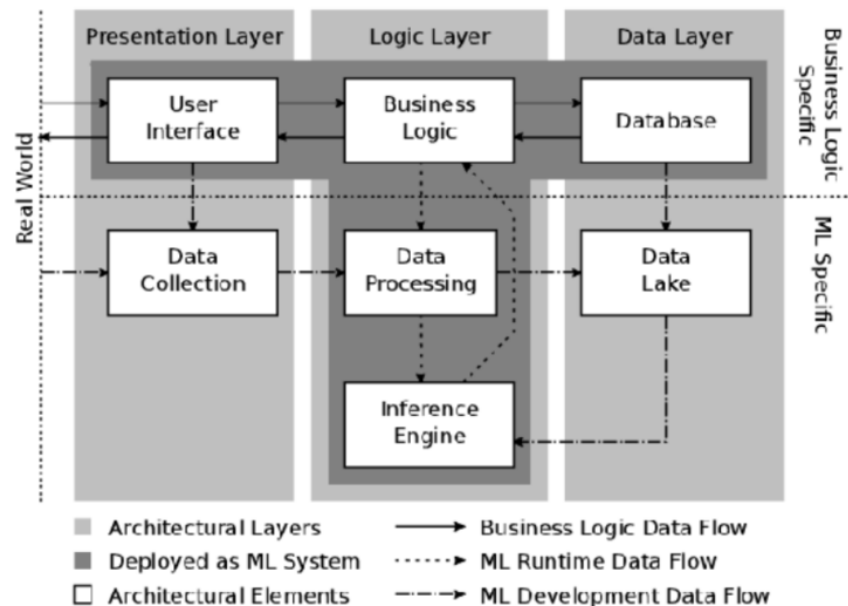 Presentation Layer
Logic Layer
Data Layer
Business Logic
Specific
User
Interface
Business
Logic
Database
Real World
ML Specific
Data
Collection
Data
Processing
Data
Lake
Inference
Engine
Architectural Layers
Business Logic Data Flow
Deployed as ML System
ML Runtime Data Flow
Architectural Elements
ML Development Data Flow